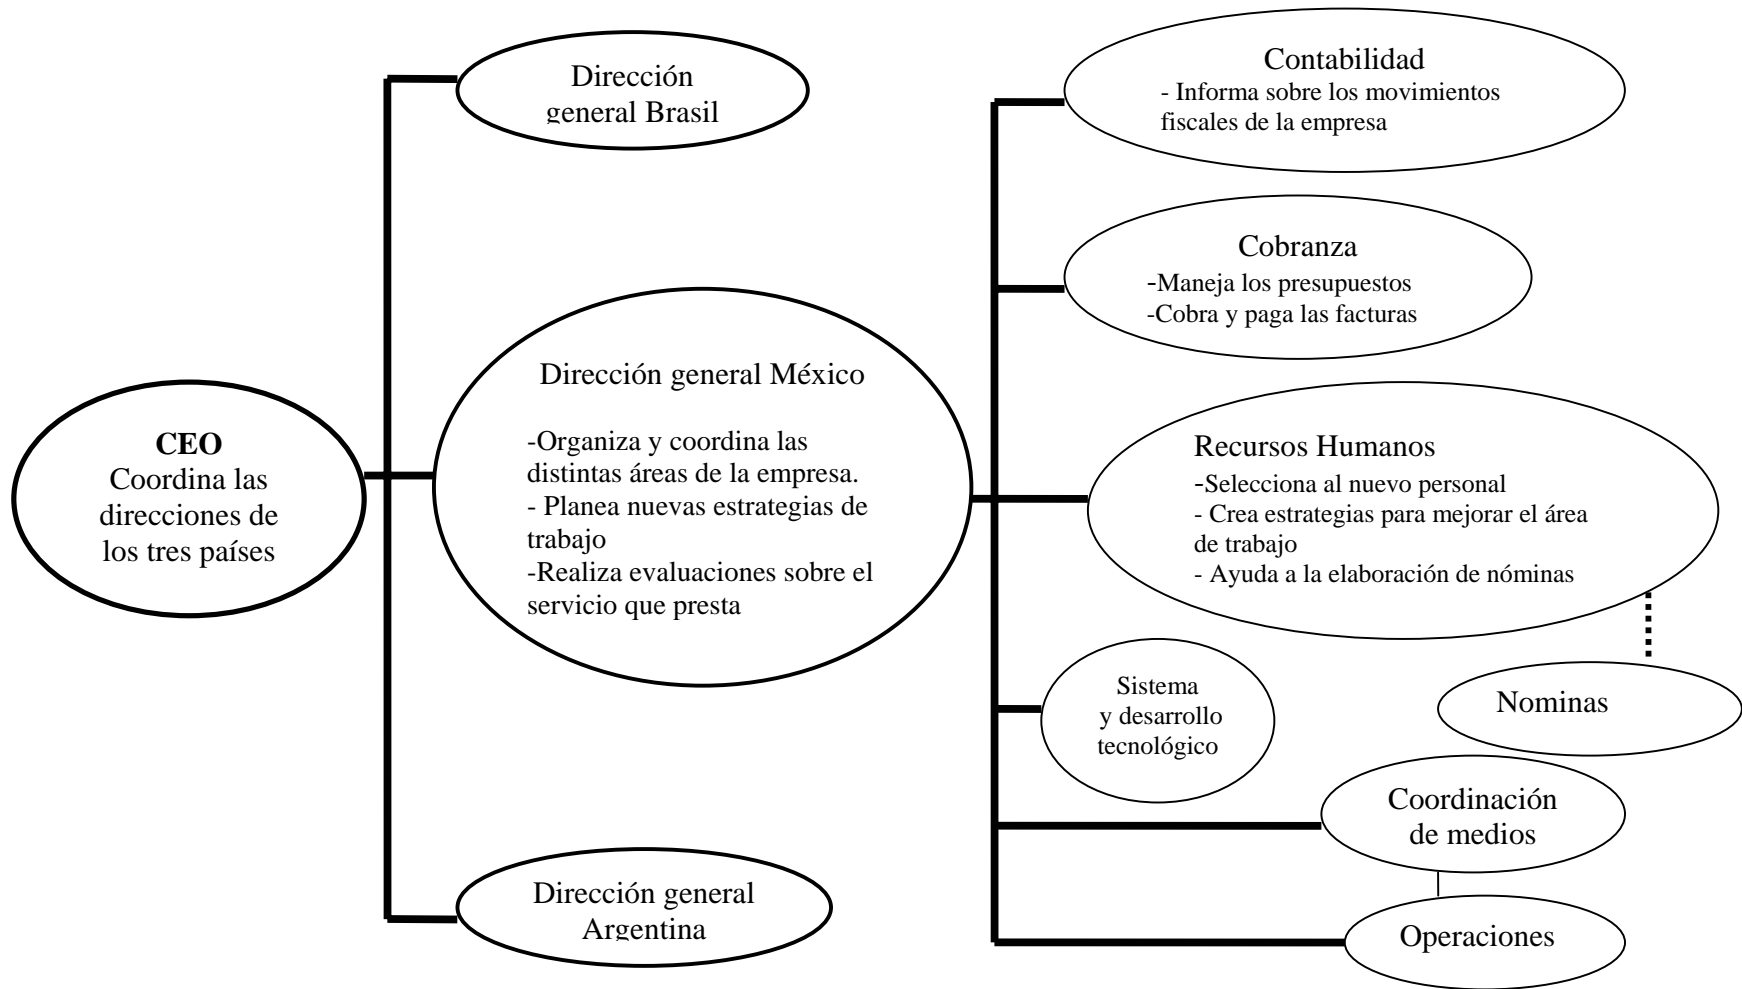 CEO
Coordina las
direcciones de
los tres países
Dirección
general Brasil
Dirección general México
-Organiza y coordina las
distintas áreas de la empresa.
- Planea nuevas estrategias de
trabajo
-Realiza evaluaciones sobre el
servicio que presta
Dirección general
Argentina
Contabilidad
- Informa sobre los movimientos
fiscales de la empresa
Cobranza
-Maneja los presupuestos
-Cobra y paga las facturas
Recursos Humanos
-Selecciona al nuevo personal
- Crea estrategias para mejorar el área
de trabajo
- Ayuda a la elaboración de nóminas
Sistema
y desarrollo
tecnológico
Nominas
Coordinación
de medios
Operaciones